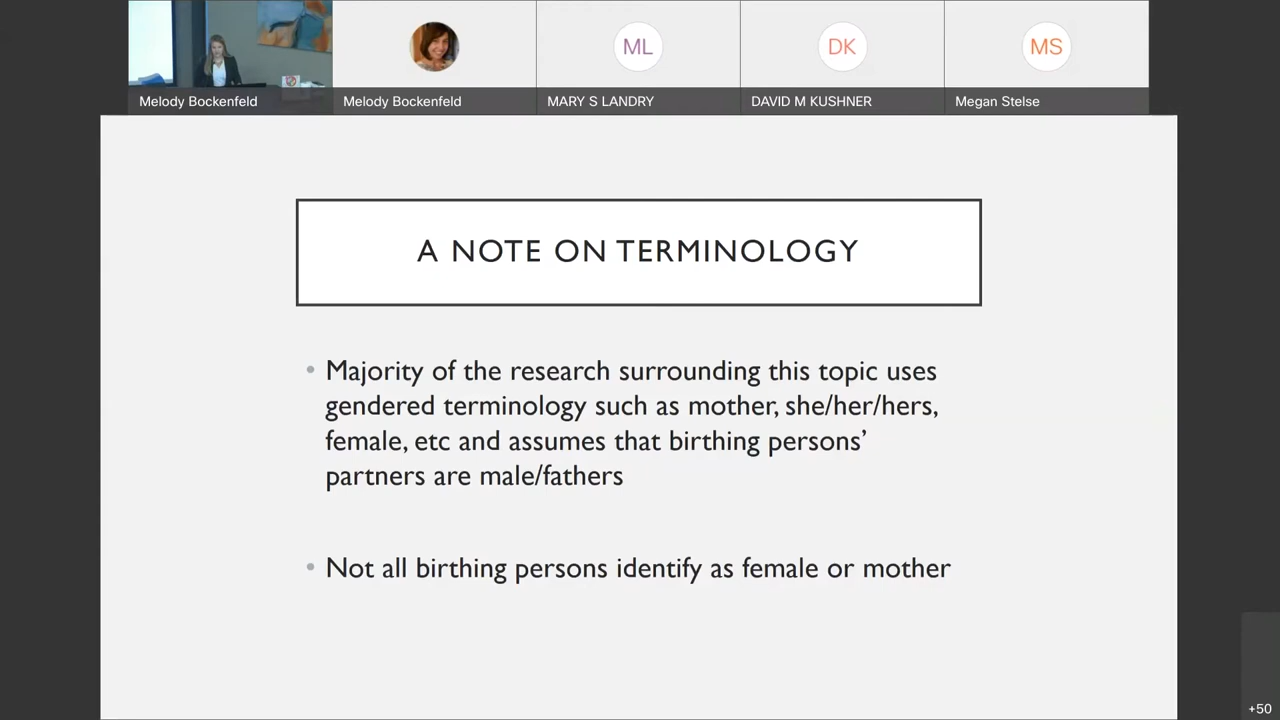 Melody Bockenfeld
Melody Bockenfeld
ML
MARY S LANDRY
DK
DAVID M KUSHNER
MS
Megan Stelse
A NOTE ON TERMINOLOGY
• Majority of the research surrounding this topic uses
gendered terminology such as mother, she/her/hers,
female, etc and assumes that birthing persons’
partners are male/fathers
• Not all birthing persons identify as female or mother
+50